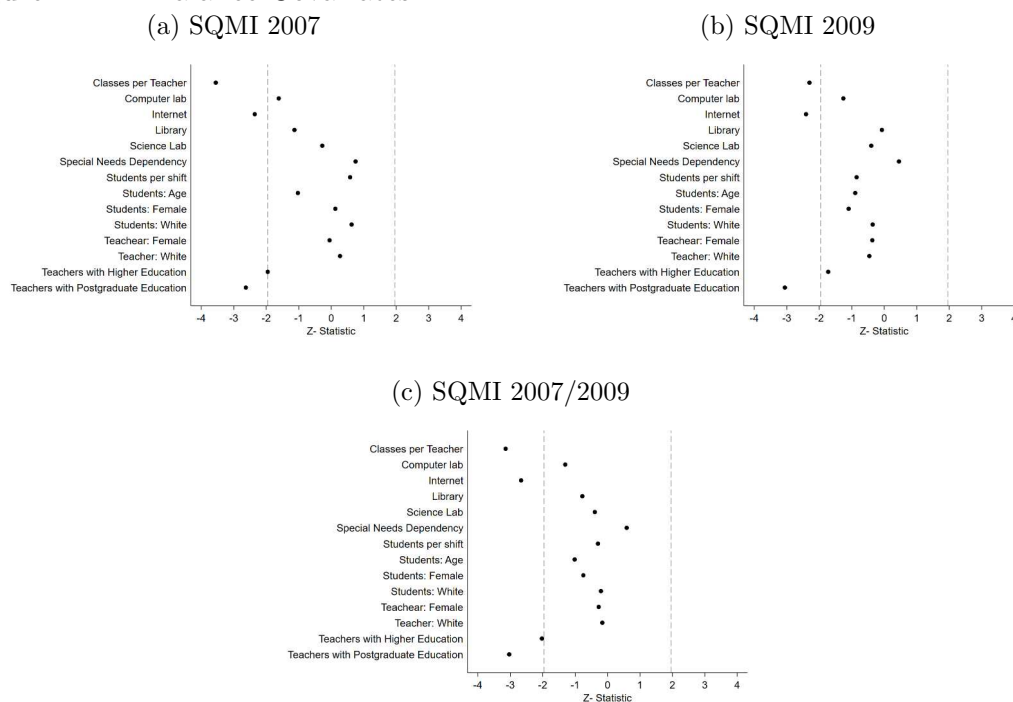 (a) SQMI 2007
Classes per Teacher
Computer lab
Internet
Library
Science Lab
Special Needs Dependency
Students per shift
Students: Age
Students: Female
Students: White
Teachear: Female
Teacher: White
Teachers with Higher Education
Teachers with Postgraduate Education
-4 -3 -2 -1 0 1 2 3 4
Z- Statistic
(b) SQMI 2009
Classes per Teacher
Computer lab
Internet
Library
Science Lab
Special Needs Dependency
Students per shift
Students: Age
Students: Female
Students: White
Teachear: Female
Teacher: White
Teachers with Higher Education
Teachers with Postgraduate Education
-4 -3 -2 -1 0 1 2 3 4
Z- Statistic
(c) SQMI 2007/2009
Classes per Teacher
Computer lab
Internet
Library
Science Lab
Special Needs Dependency
Students per shift
Students: Age
Students: Female
Students: White
Teachear: Female
Teacher: White
Teachers with Higher Education
Teachers with Postgraduate Education
-4 -3 -2 -1 0 1 2 3 4
Z- Statistic